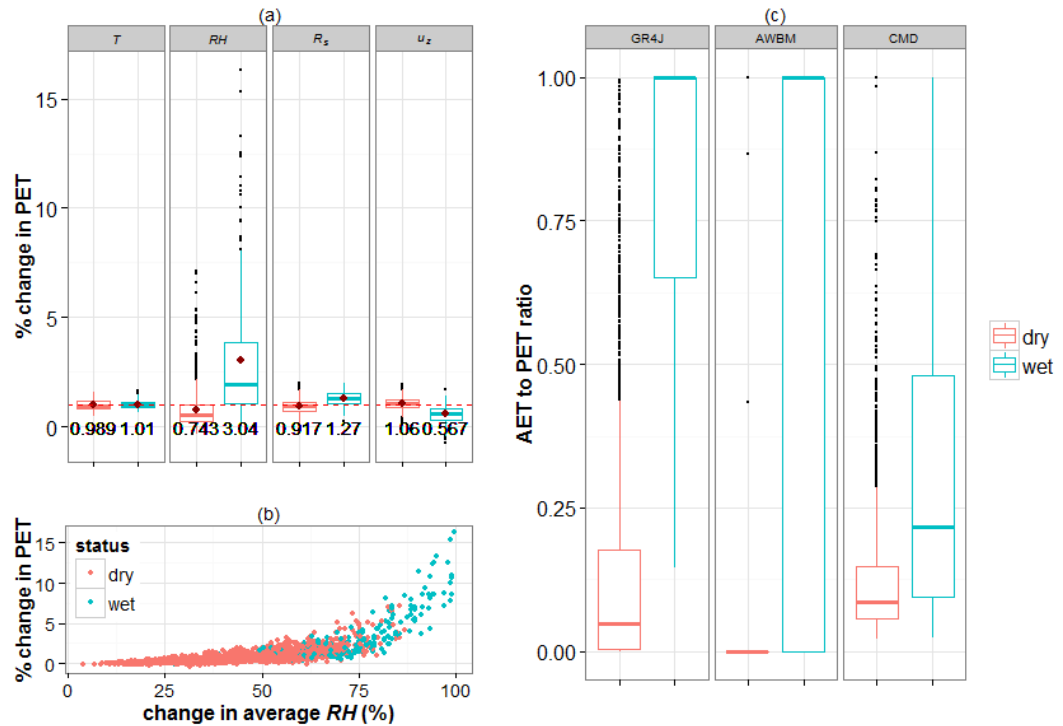 (a)
T RH Rs uz
% change in PET
15
10
5
0
0.989 1.01 0.743 3.04 0.917 1.27 1.06 0.567
(b)
% change in PET
15
10
5
0
status
dry
wet
0 25 50 75 100
change in average RH (%)
(c)
GR4J AWBM CMD
AET to PET ratio
1.00
0.75
0.50
0.25
0.00
dry
wet